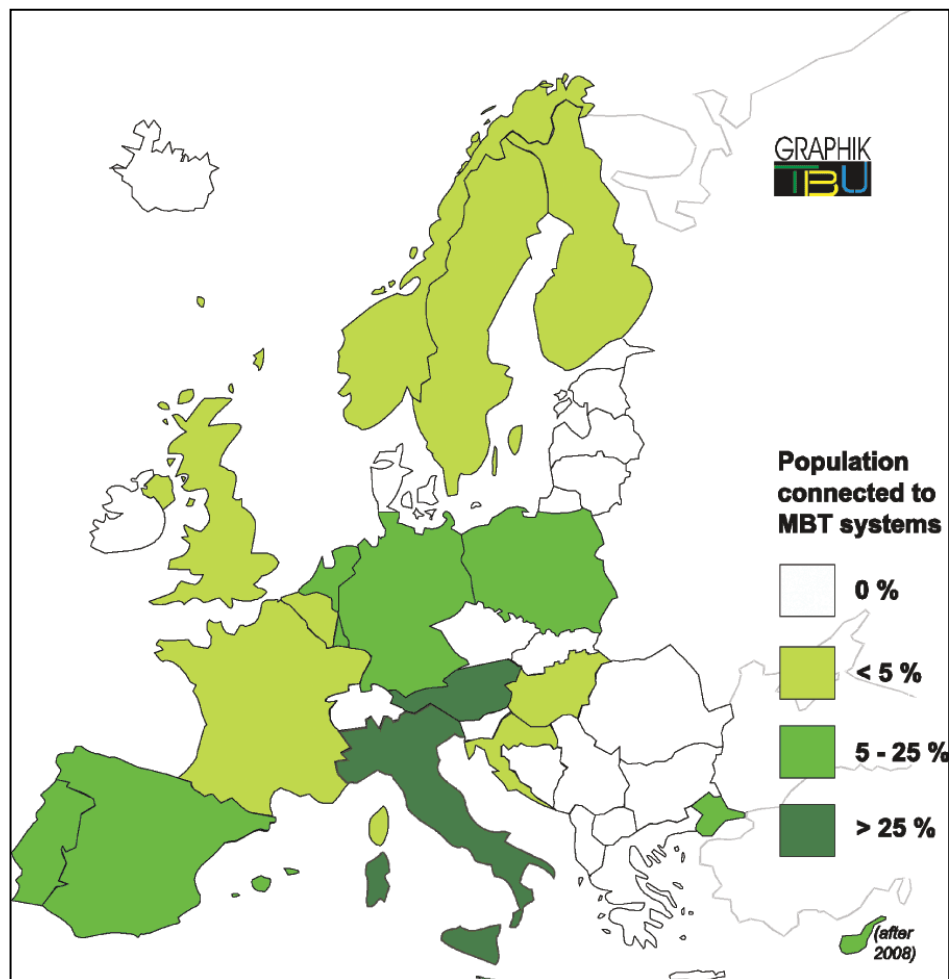 GRAPHIK
TBU
Population
connected to
MBT systems
0 %
< 5 %
5 - 25 %
> 25 %
(after
2008)